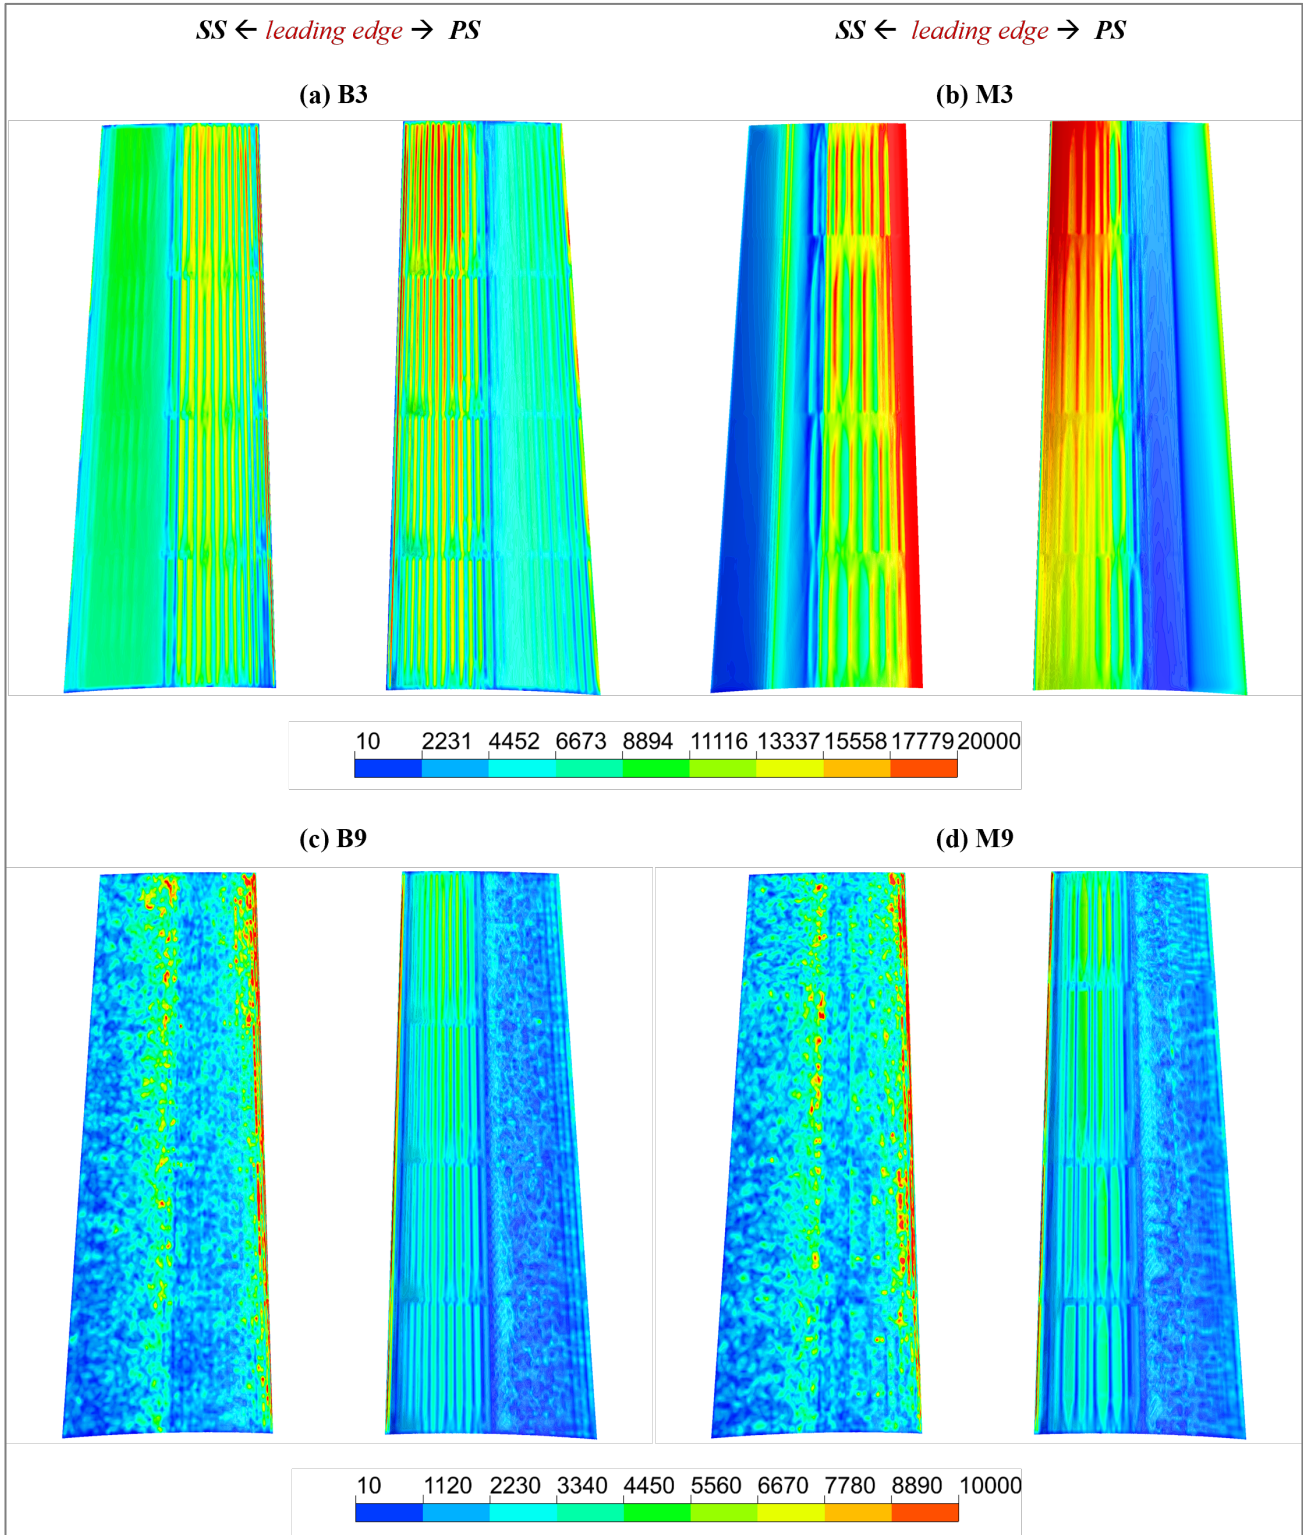 SS ← leading edge → PS SS ← leading edge → PS
(a) B3 (b) M3
10 2231 4452 6673 8894 11116 13337 15558 17779 20000
(c) B9 (d) M9
10 1120 2230 3340 4450 5560 6670 7780 8890 10000